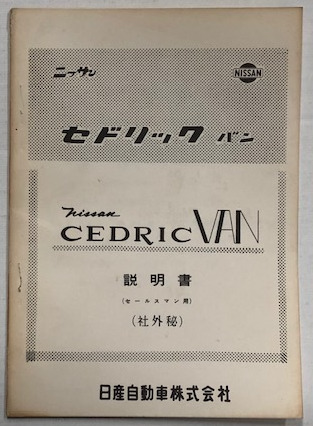 ニッサン
NISSAN
セドリック バン
nissan
CEDRIC VAN
説明書
(セールスマン用)
(社外秘)
日産自動車株式会社